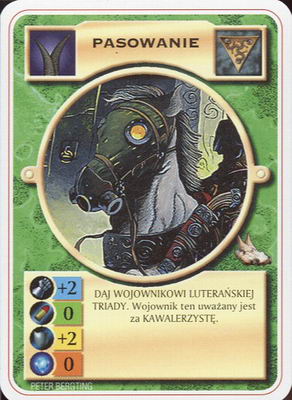 PASOWANIE
+2
0
+2
0
DAJ WOJOWNIKOWI LUTERAŃSKIEJ
TRIADY. Wojownik ten uważany jest
za KAWALERZYSTĘ.
PETER BERGTING